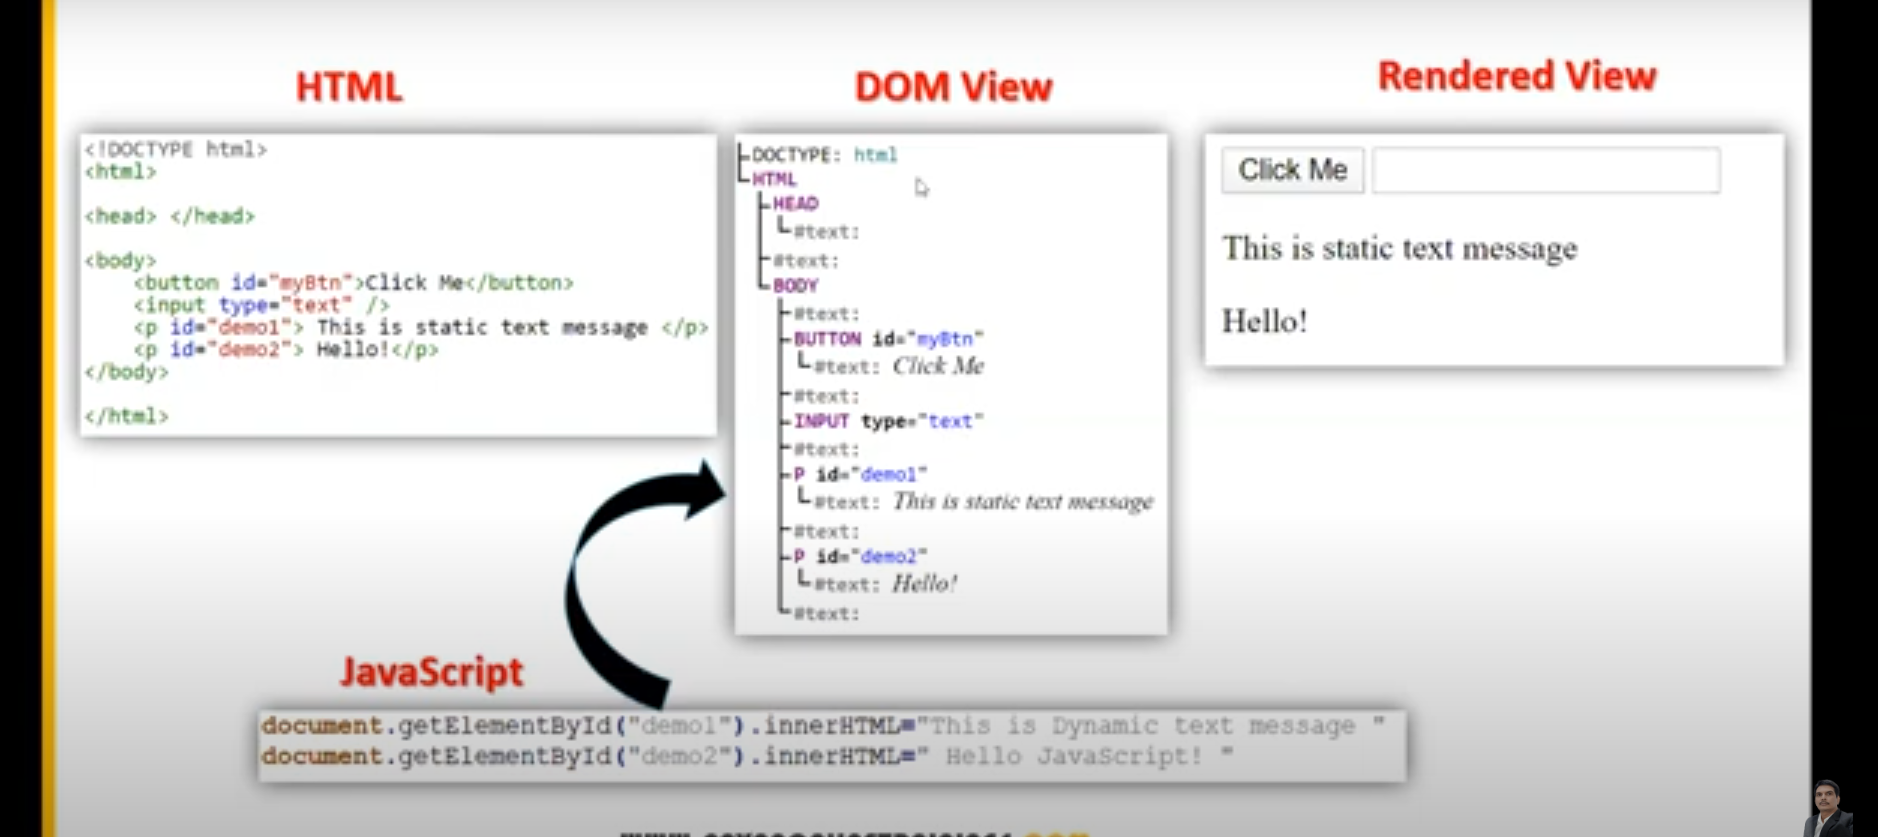 HTML
<!DOCTYPE html>
<html>
<head> </head>
<body>
<button id="myBtn">Click Me</button>
<input type="text" />
<p id="demo1"> This is static text message </p>
<p id="demo2"> Hello!</p>
</body>
</html>
DOM View
DOCTYPE: html
HTML
HEAD
#text:
#text:
BODY
#text:
BUTTON id="myBtn"
#text: Click Me
#text:
INPUT type="text"
#text:
P id="demo1"
#text: This is static text message
#text:
P id="demo2"
#text: Hello!
#text:
Rendered View
Click Me
This is static text message
Hello!
JavaScript
document.getElementById("demo1").innerHTML="This is Dynamic text message "
document.getElementById("demo2").innerHTML=" Hello JavaScript! "